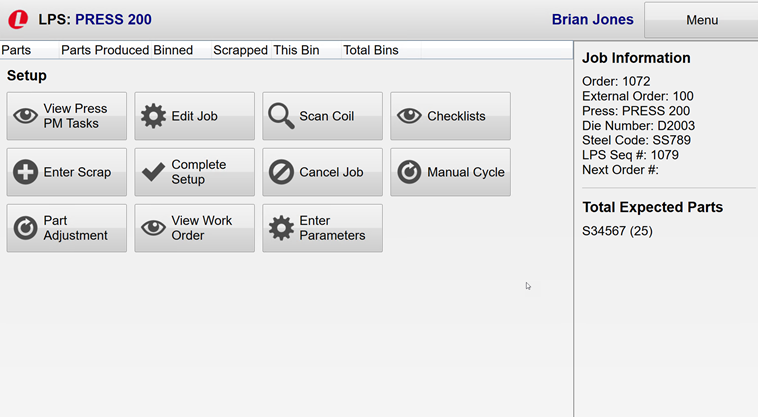 L LPS: PRESS 200
Brian Jones
Menu
Parts Parts Produced Binned Scrapped This Bin Total Bins
Setup
View Press
PM Tasks
Edit Job
Scan Coil
Checklists
Enter Scrap
Complete
Setup
Cancel Job
Manual Cycle
Part
Adjustment
View Work
Order
Enter
Parameters
Job Information
Order: 1072
External Order: 100
Press: PRESS 200
Die Number: D2003
Steel Code: SS789
LPS Seq #: 1079
Next Order #:
Total Expected Parts
S34567 (25)